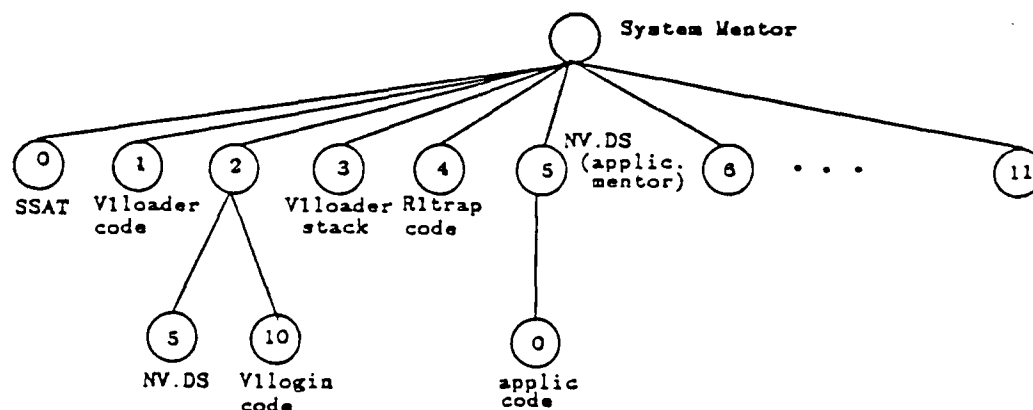 System Mentor
0
1
2
3
4
5
NV.DS
(applic.
mentor)
6
. . .
11
SSAT
V1loader
code
V1loader
stack
R1trap
code
5
10
0
NV.DS
V1login
code
applic
code